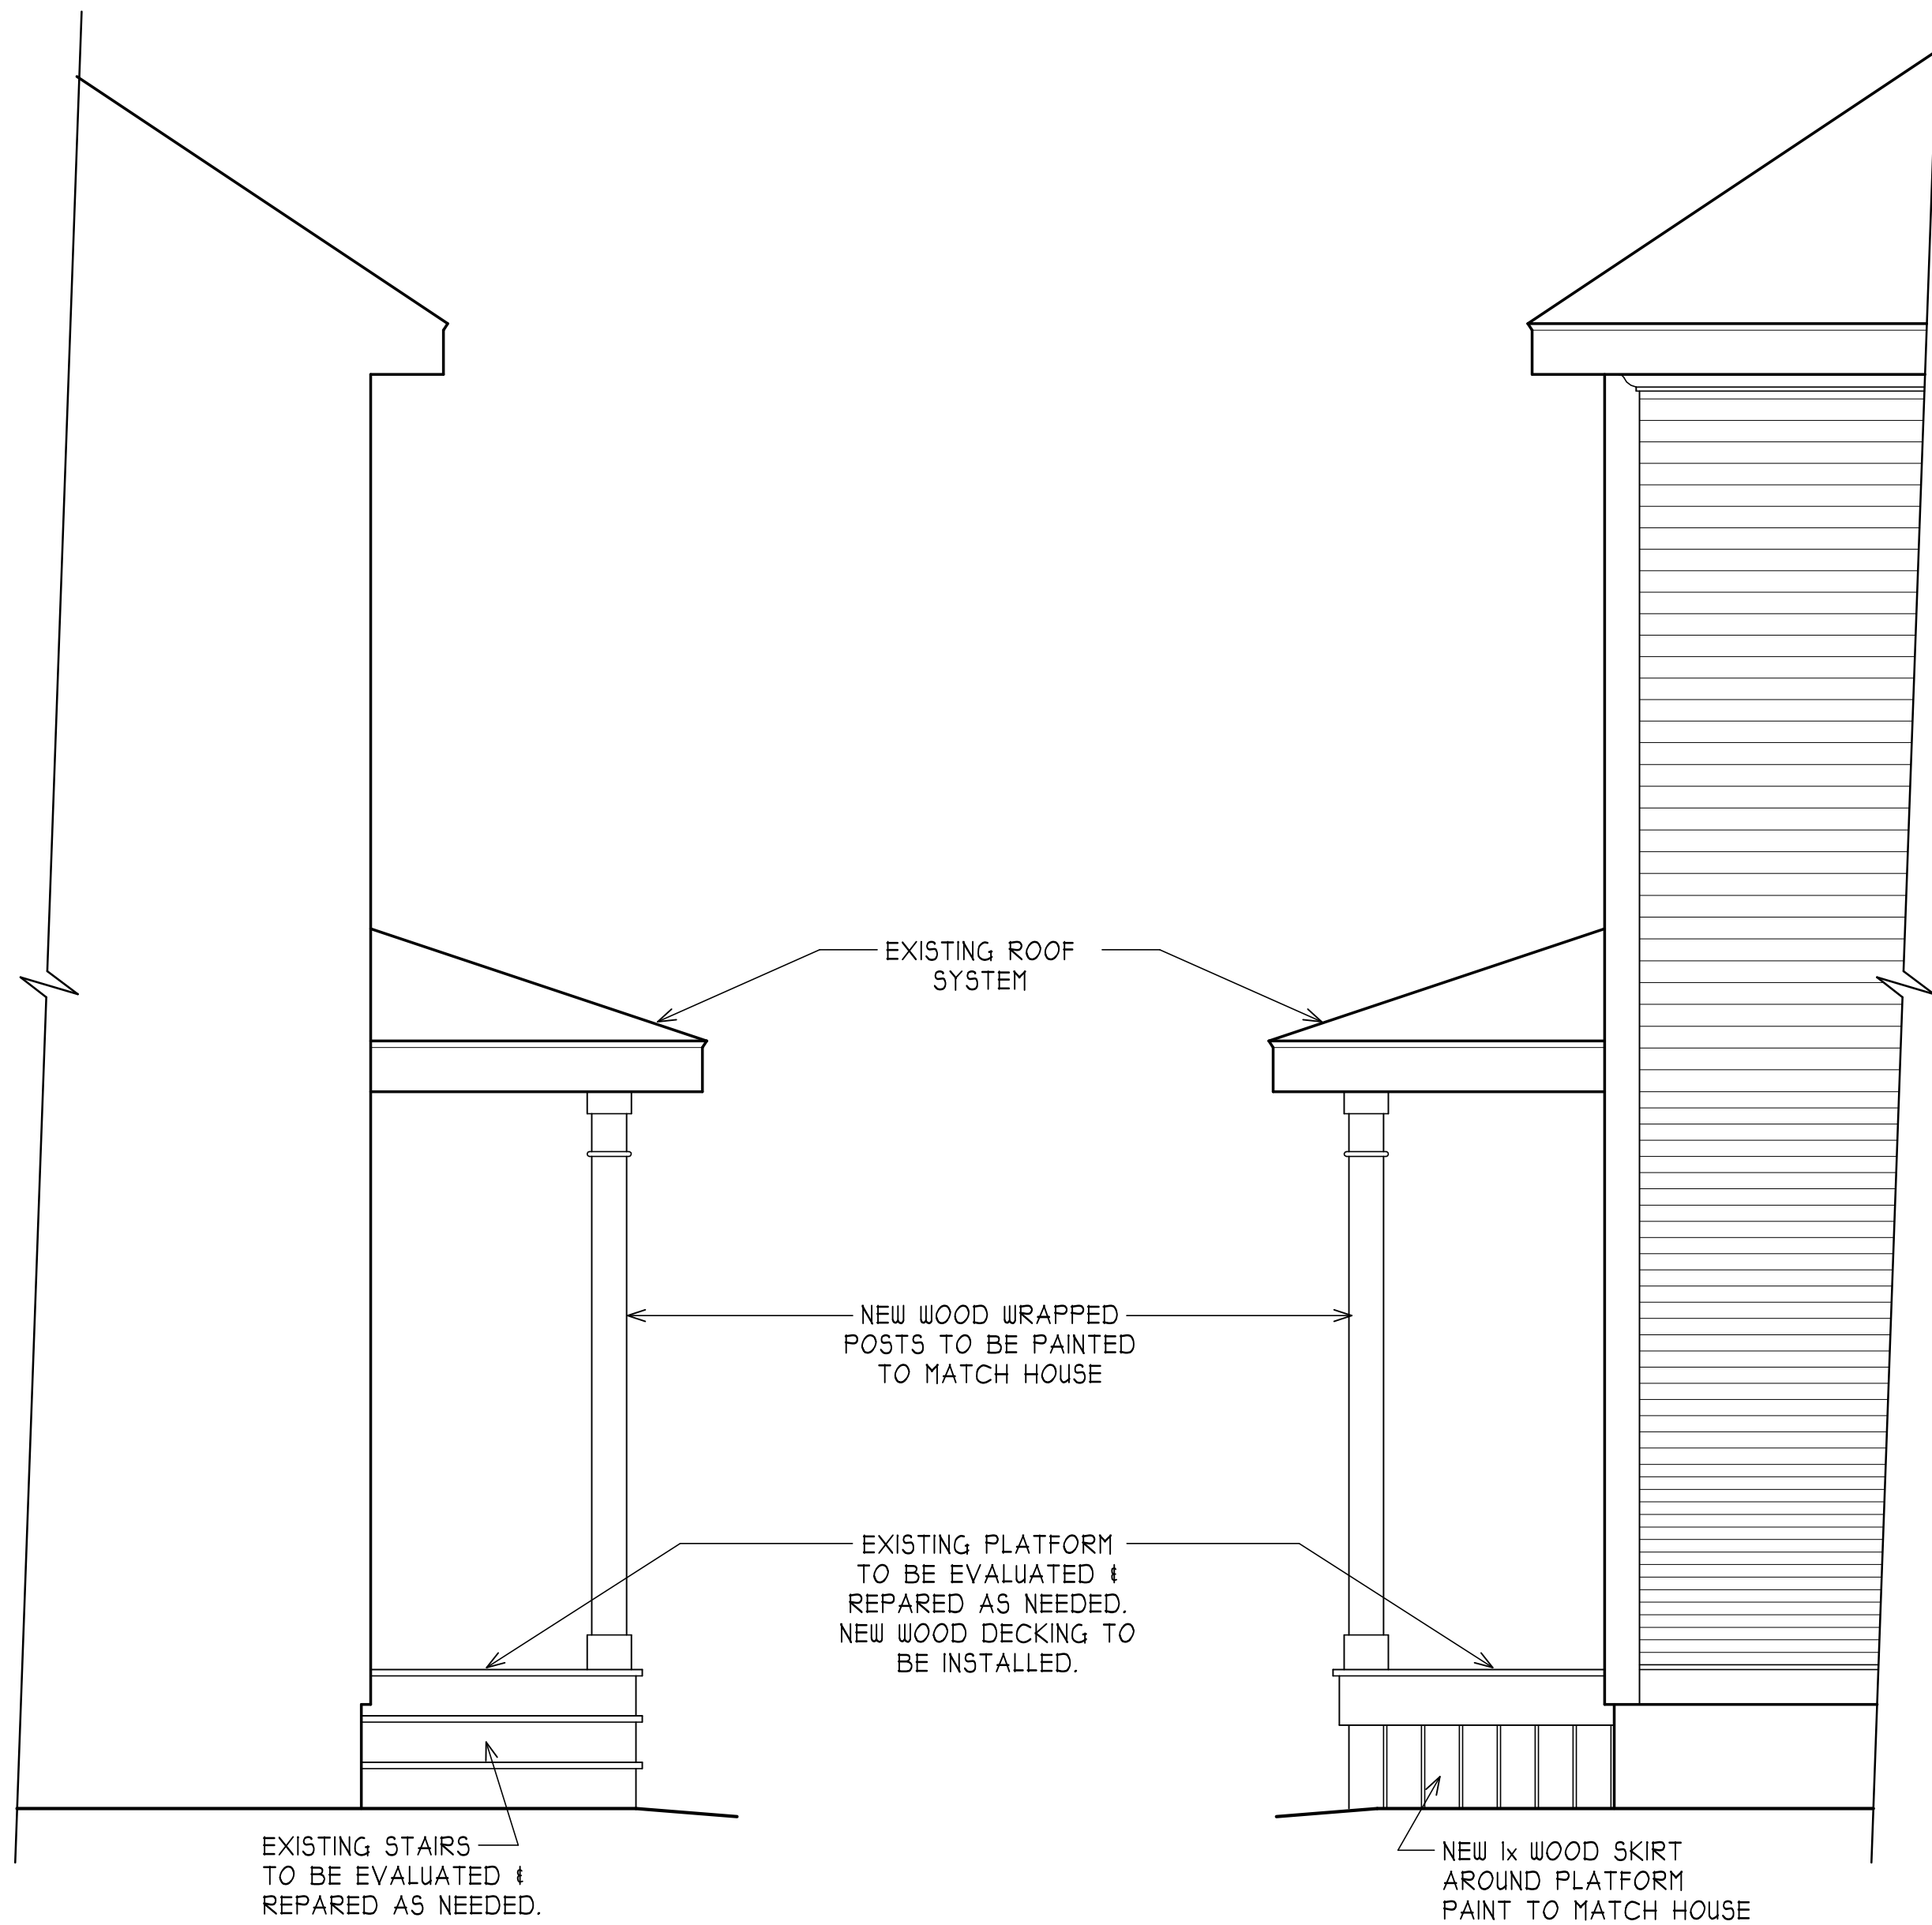 EXISTING ROOF
SYSTEM
NEW WOOD WRAPPED
POSTS TO BE PAINTED
TO MATCH HOUSE
EXISTING PLATFORM
TO BE EVALUATED &
REPARED AS NEEDED.
NEW WOOD DECKING TO
BE INSTALLED.
EXISTING STAIRS
TO BE EVALUATED &
REPARED AS NEEDED.
NEW 1x WOOD SKIRT
AROUND PLATFORM
PAINT TO MATCH HOUSE